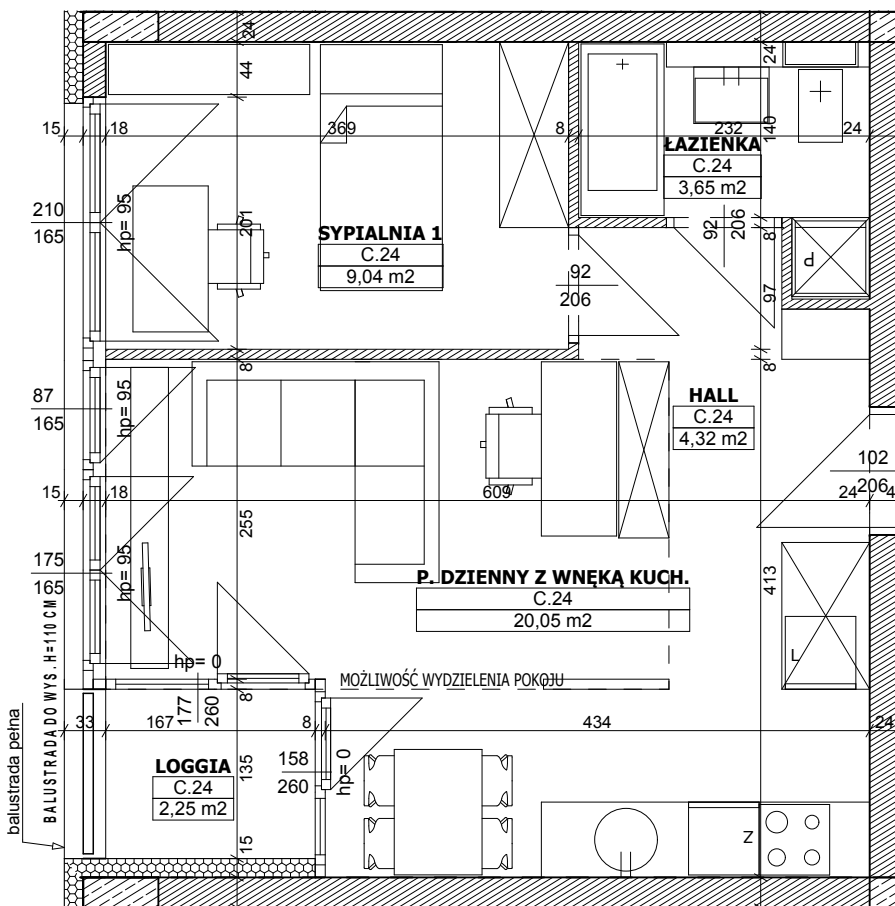 24
44
24
15
18
369
8
232
140
24
ŁAZIENKA
C.24
3,65 m2
210
165
hp= 95
201
SYPIALNIA 1
C.24
9,04 m2
92
206
8
P
92
206
97
8
8
87
165
hp= 95
HALL
C.24
4,32 m2
102
206
15
18
609
24
4
255
175
165
hp= 95
P. DZIENNY Z WNĘKĄ KUCH.
C.24
20,05 m2
413
L
hp= 0
MOŻLIWOŚĆ WYDZIELENIA POKOJU
177
260
8
33
167
8
434
24
LOGGIA
C.24
2,25 m2
135
158
260
hp= 0
15
Z
BALUSTRADA DO WYS. H=110 CM
balustrada pełna